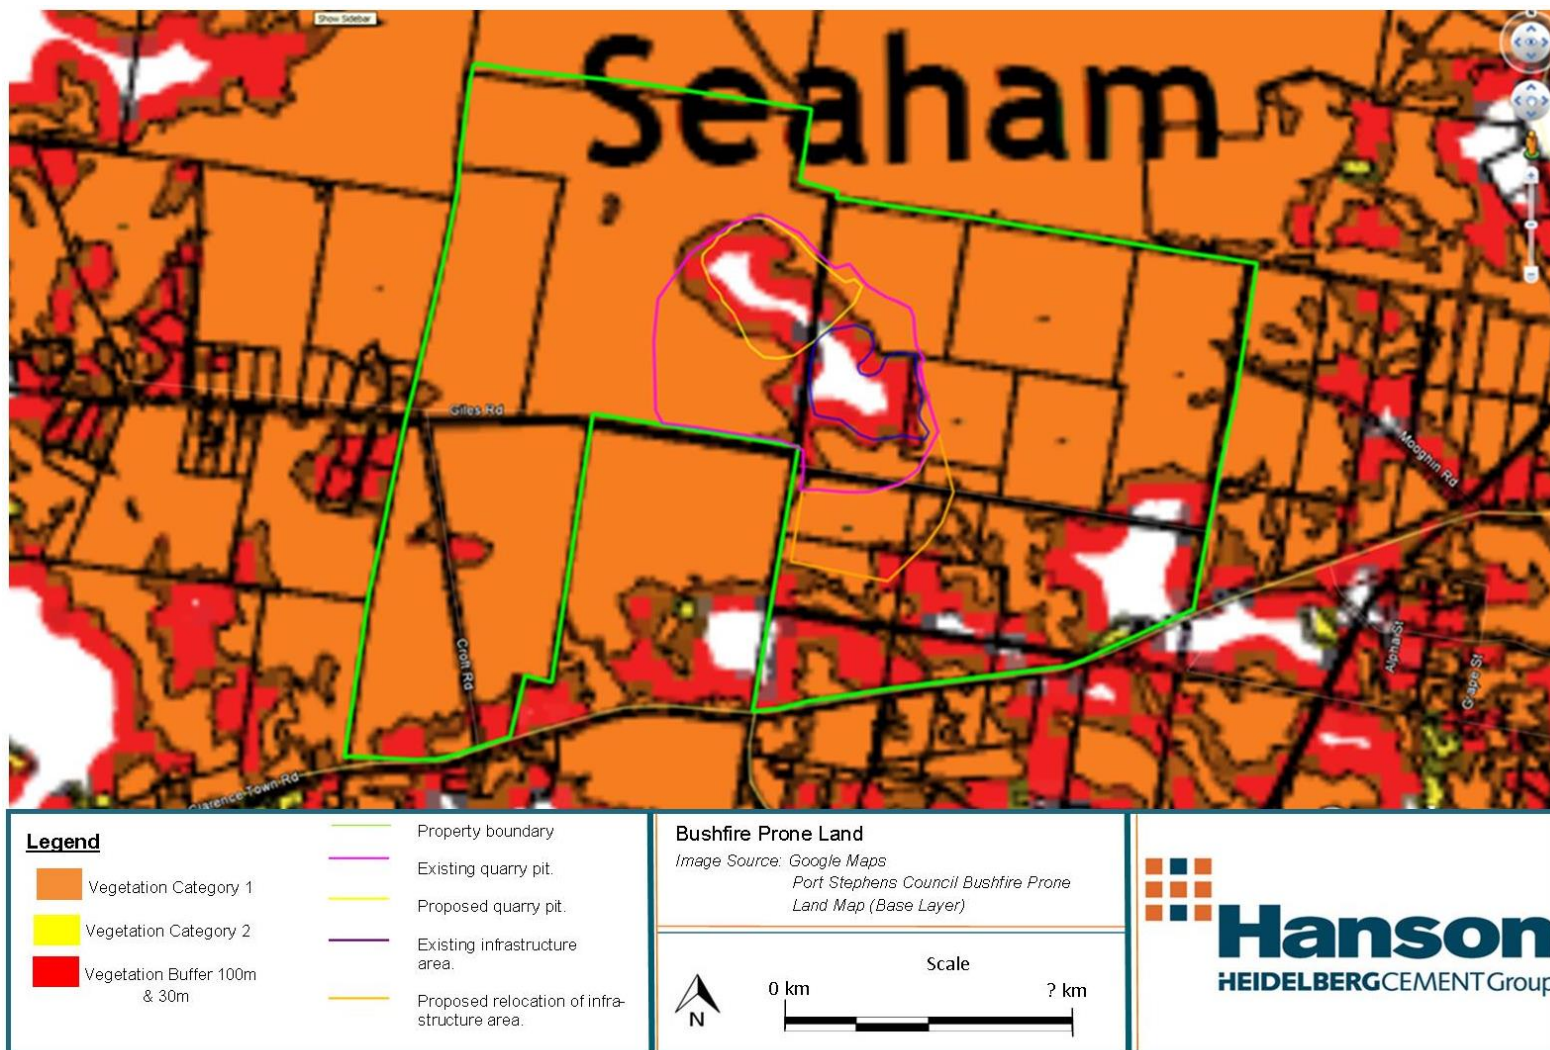 Show Sidebar
Seaham
Giles Rd
Mooghin Rd
Croft Rd
Alpha St
Grape St
Clarence Town Rd
Legend
Vegetation Category 1
Vegetation Category 2
Vegetation Buffer 100m
& 30m
Property boundary
Existing quarry pit.
Proposed quarry pit.
Existing infrastructure
area.
Proposed relocation of infra-
structure area.
Bushfire Prone Land
Image Source: Google Maps
Port Stephens Council Bushfire Prone
Land Map (Base Layer)
Scale
0 km
? km
N
Hanson
HEIDELBERGCEMENT Group